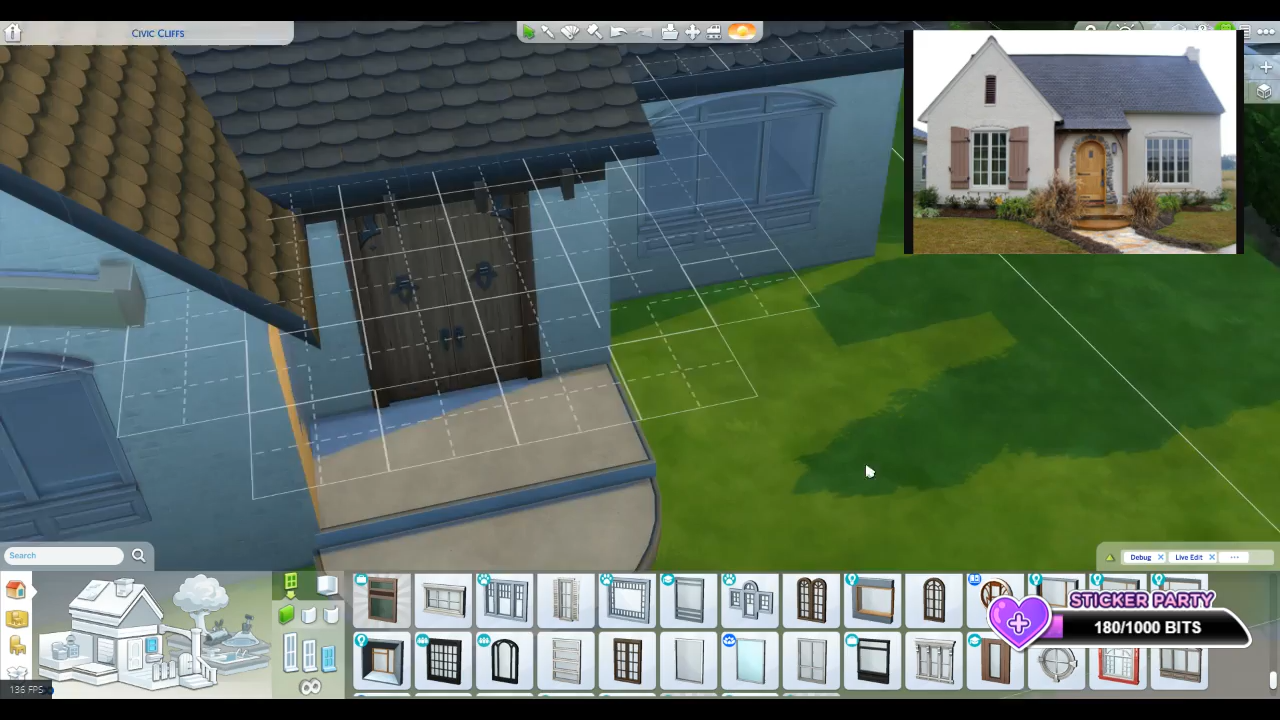 CIVIC CLIFFS
Search
Debug
Live Edit
STICKER PARTY
180/1000 BITS
136 FPS